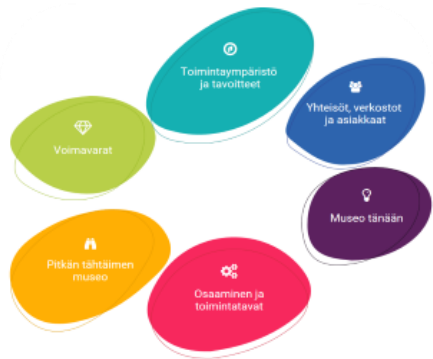 Toimintaympäristö
ja tavoitteet
Yhteisöt, verkostot
ja asiakkaat
Voimavarat
Museo tänään
Pitkän tähtäimen
museo
Osaaminen ja
toimintatavat